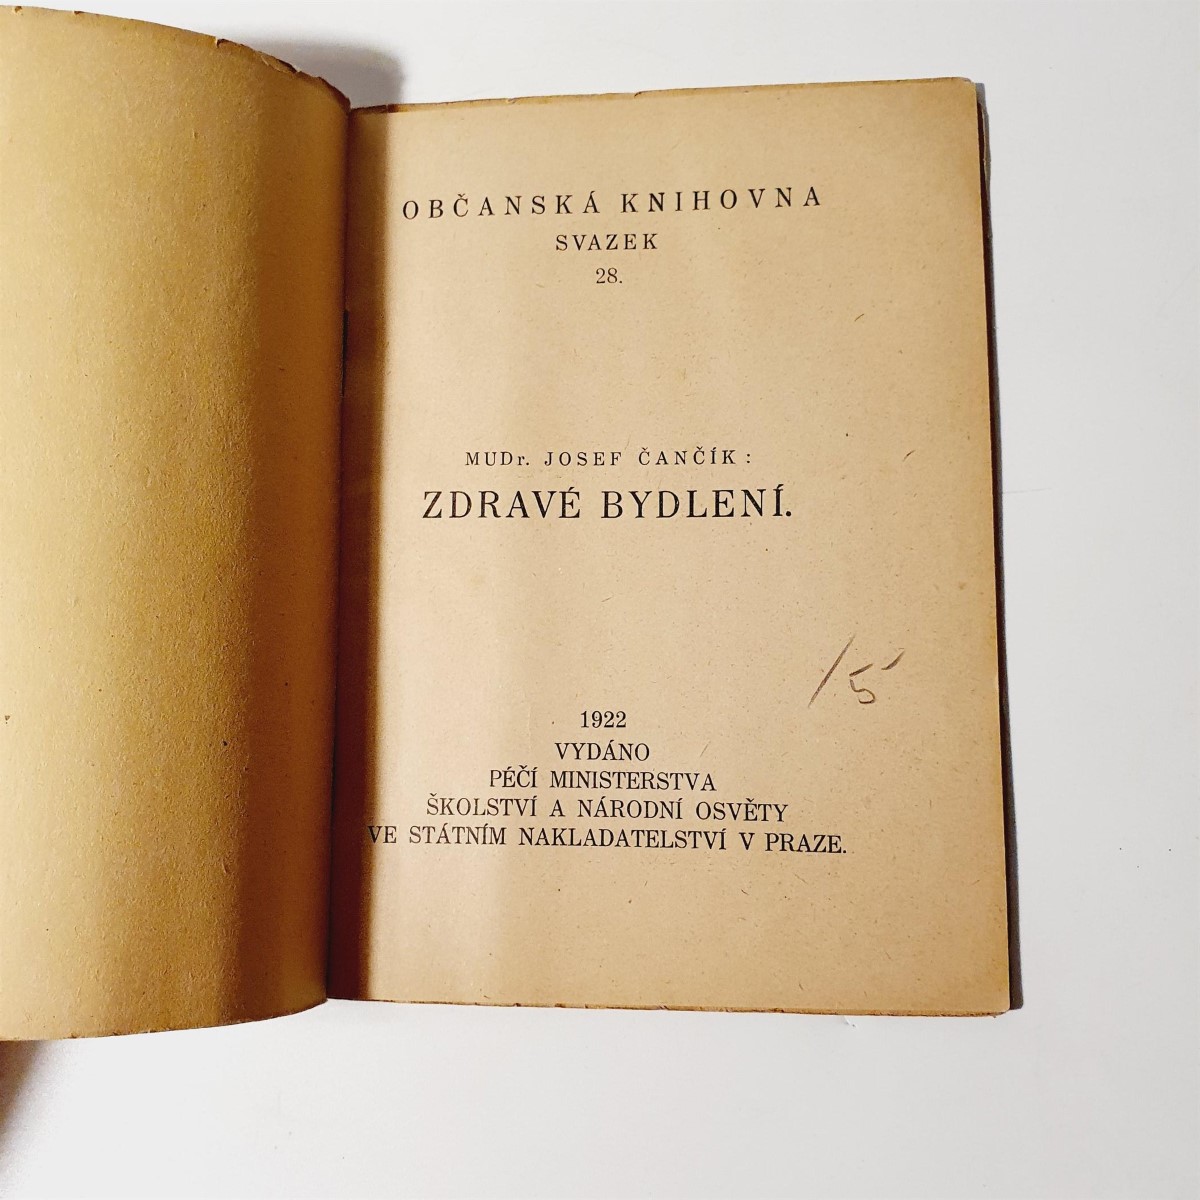 OBČANSKÁ KNIHOVNA
SVAZEK
28.
MUDr. JOSEF ČANČÍK:
ZDRAVÉ BYDLENÍ.
/5
1922
VYDÁNO
PÉČÍ MINISTERSTVA
ŠKOLSTVÍ A NÁRODNÍ OSVĚTY
VE STÁTNÍM NAKLADATELSTVÍ V PRAZE.